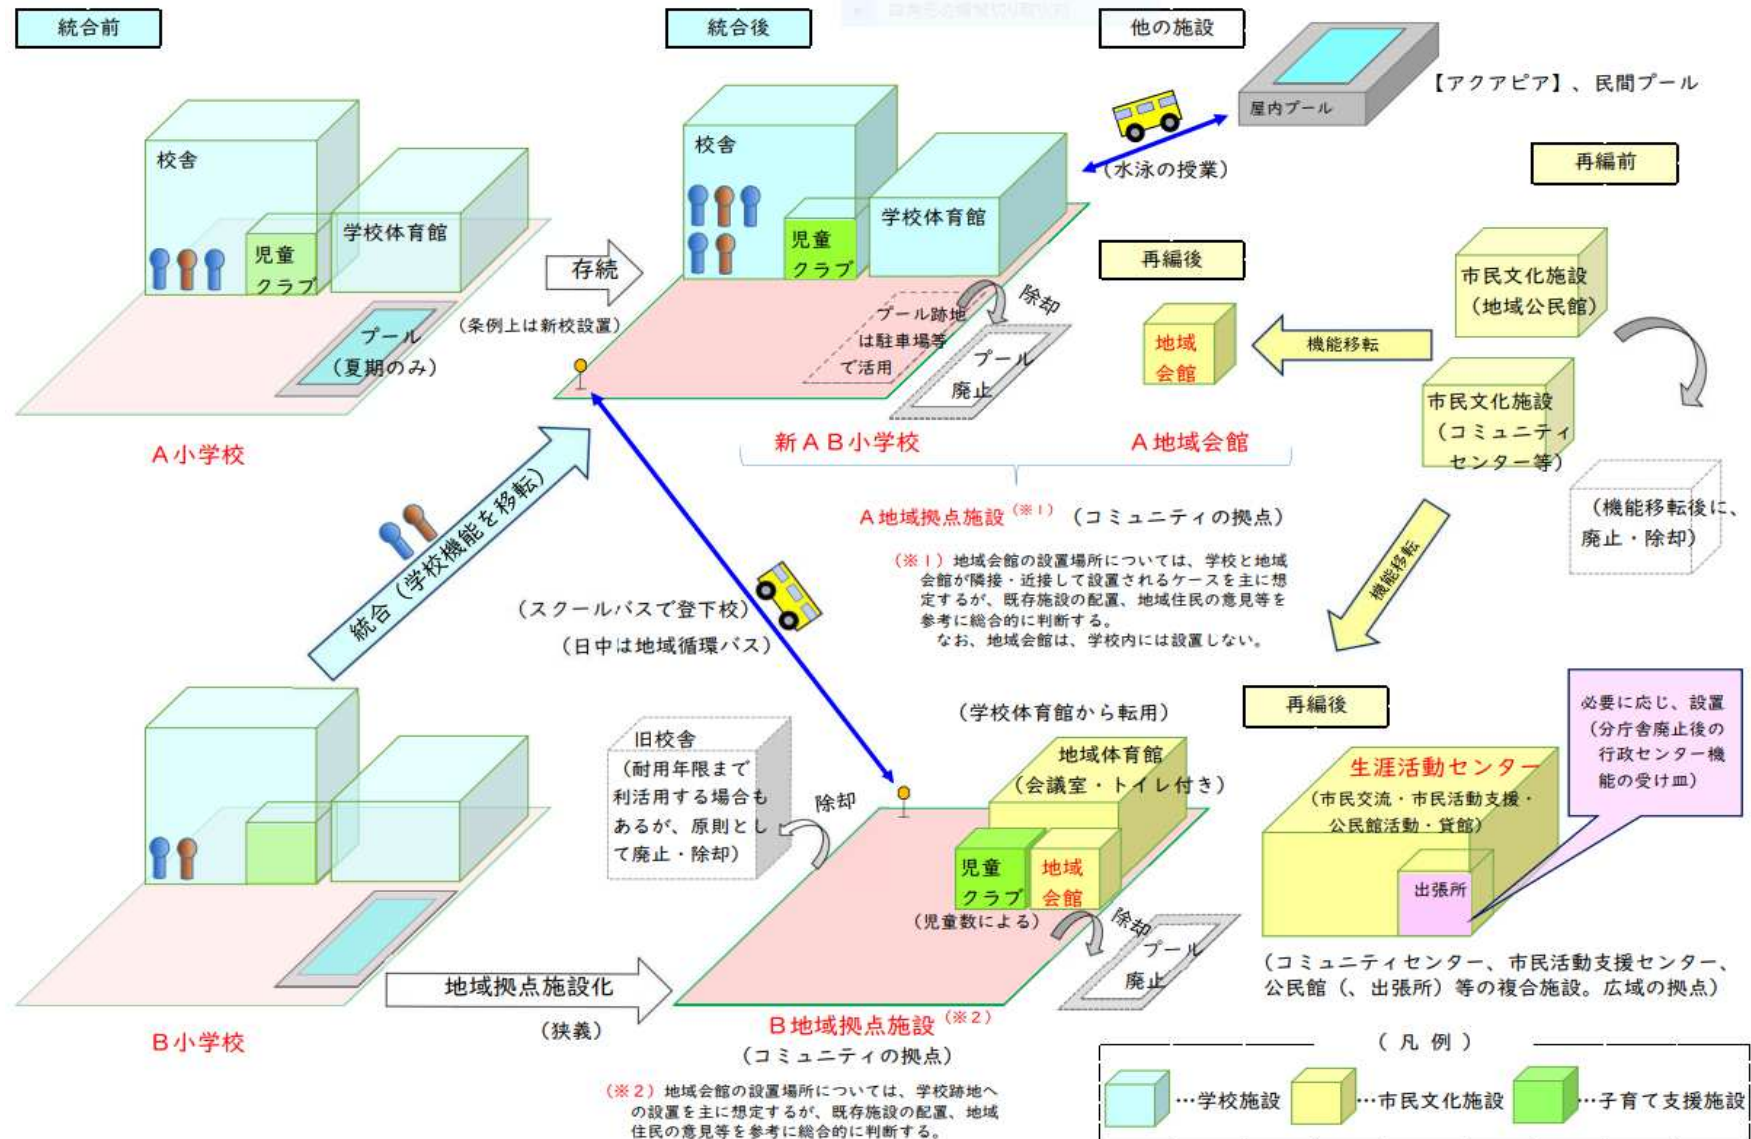 統合前
統合後
他の施設
【アクアピア】、民間プール
屋内プール
(水泳の授業)
再編前
校舎
児童
クラブ
学校体育館
プール
(夏期のみ)
A小学校
存続
(条例上は新校設置)
校舎
児童
クラブ
学校体育館
プール跡地
は駐車場等
で活用
除却
プール
廃止
新AB小学校
再編後
地域
会館
A地域会館
機能移転
市民文化施設
(地域公民館)
市民文化施設
(コミュニティ
センター等)
(機能移転後に、
廃止・除却)
A地域拠点施設(※1)(コミュニティの拠点)
(※1)地域会館の設置場所については、学校と地域
会館が隣接・近接して設置されるケースを主に想
定するが、既存施設の配置、地域住民の意見等を
参考に総合的に判断する。
なお、地域会館は、学校内には設置しない。
統合(学校機能を移転)
(スクールバスで登下校)
(日中は地域循環バス)
機能移転
B小学校
地域拠点施設化
(狭義)
旧校舎
(耐用年限まで
利活用する場合も
あるが、原則とし
て廃止・除却)
除却
(学校体育館から転用)
地域体育館
(会議室・トイレ付き)
児童
クラブ
地域
会館
(児童数による)
除却
プール
廃止
B地域拠点施設(※2)
(コミュニティの拠点)
(※2)地域会館の設置場所については、学校跡地へ
の設置を主に想定するが、既存施設の配置、地域
住民の意見等を参考に総合的に判断する。
再編後
生涯活動センター
(市民交流・市民活動支援・
公民館活動・貸館)
出張所
必要に応じ、設置
(分庁舎廃止後の
行政センター機
能の受け皿)
(コミュニティセンター、市民活動支援センター、
公民館(、出張所)等の複合施設。広域の拠点)
(凡例)
…学校施設
…市民文化施設
…子育て支援施設